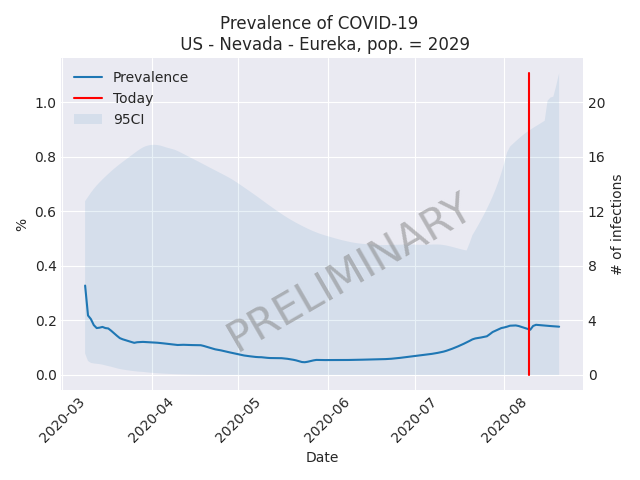 Prevalence of COVID-19
US - Nevada - Eureka, pop. = 2029
Prevalence
Today
95CI
1.0
0.8
0.6
0.4
0.2
0.0
%
20
16
12
8
4
0
# of infections
PRELIMINARY
2020-03
2020-04
2020-05
2020-06
2020-07
2020-08
Date